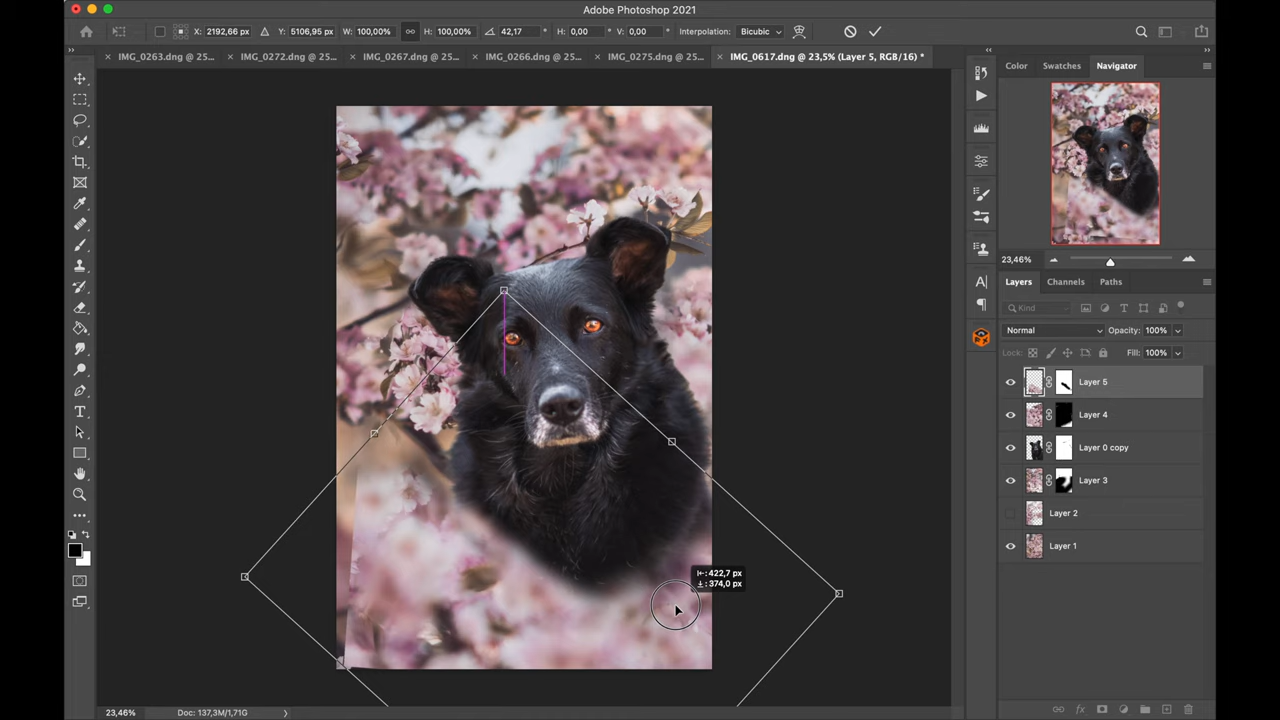 Adobe Photoshop 2021
X: 2192,66 px Y: 5106,95 px W: 100,00% H: 100,00% 42,17 ° H: 0,00 ° V: 0,00 ° Interpolation: Bicubic
IMG_0263.dng @ 25... IMG_0272.dng @ 25... IMG_0267.dng @ 25... IMG_0266.dng @ 25... IMG_0275.dng @ 25... IMG_0617.dng @ 23,5% (Layer 5, RGB/16) *
Color Swatches Navigator
23,46%
Layers Channels Paths
Kind
Normal Opacity: 100%
Lock: Fill: 100%
Layer 5
Layer 4
Layer 0 copy
Layer 3
Layer 2
Layer 1
422,7 px
374,0 px
23,46% Doc: 137,3M/1,71G